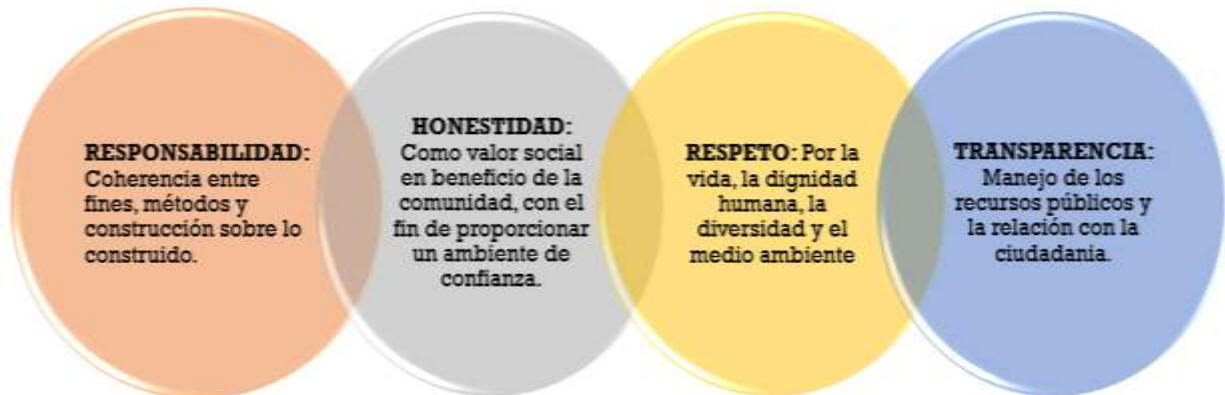 RESPONSABILIDAD:
Coherencia entre
fines, métodos y
construcción sobre lo
construido.
HONESTIDAD:
Como valor social
en beneficio de la
comunidad, con el
fin de proporcionar
un ambiente de
confianza.
RESPETO: Por la
vida, la dignidad
humana, la
diversidad y el
medio ambiente
TRANSPARENCIA:
Manejo de los
recursos públicos y
la relación con la
ciudadania.